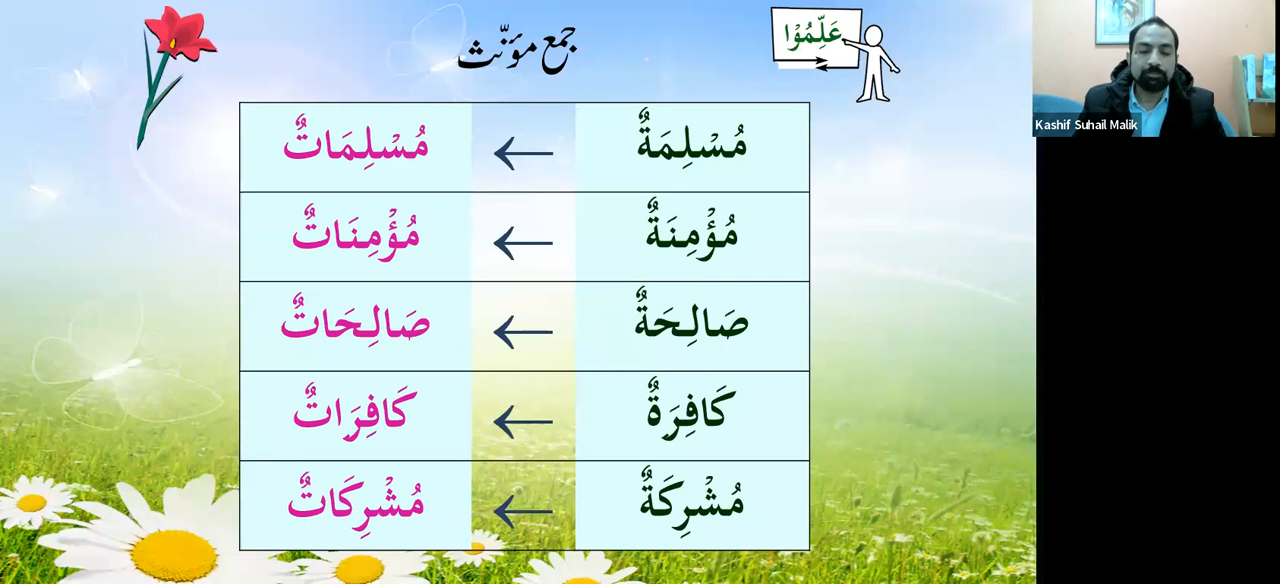 جمع مؤنّث
عَلِّمُوْا
مُسْلِمَةٌ ← مُسْلِمَاتٌ
مُؤْمِنَةٌ ← مُؤْمِنَاتٌ
صَالِحَةٌ ← صَالِحَاتٌ
كَافِرَةٌ ← كَافِرَاتٌ
مُشْرِكَةٌ ← مُشْرِكَاتٌ
Kashif Suhail Malik